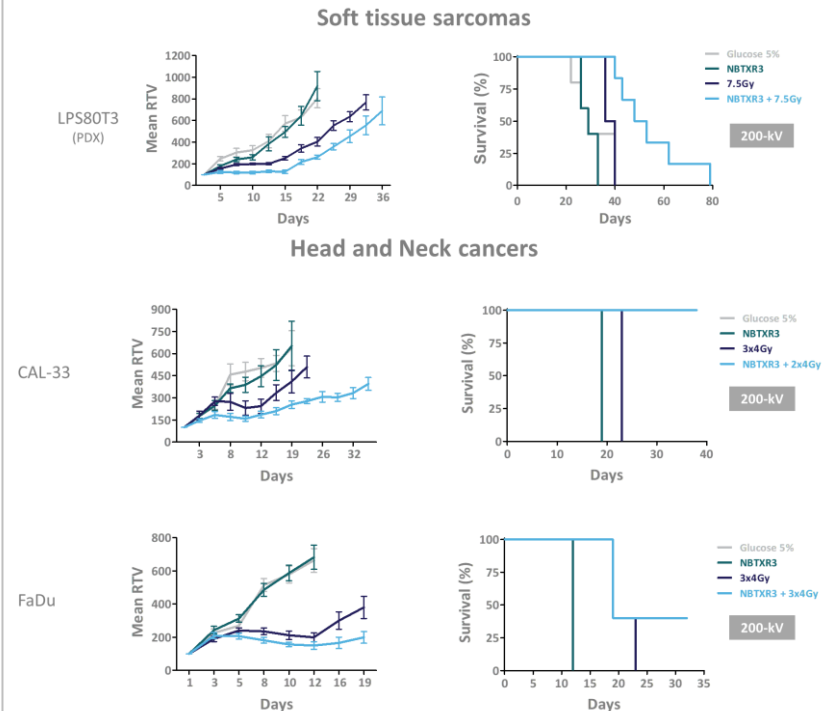 Soft tissue sarcomas
LPS80T3
(PDX)
Mean RTV
1200
1000
800
600
400
200
0
5 10 15 22 29 36
Days
Survival (%)
100
75
50
25
0
0 20 40 60 80
Days
Glucose 5%
NBTXR3
7.5Gy
NBTXR3 + 7.5Gy
200-kV
Head and Neck cancers
CAL-33
Mean RTV
900
750
600
450
300
150
0
3 8 12 19 26 32
Days
Survival (%)
100
75
50
25
0
0 10 20 30 40
Days
Glucose 5%
NBTXR3
3x4Gy
NBTXR3 + 2x4Gy
200-kV
FaDu
Mean RTV
800
600
400
200
0
1 3 5 8 10 12 16 19
Days
Survival (%)
100
75
50
25
0
0 5 10 15 20 25 30 35
Days
Glucose 5%
NBTXR3
3x4Gy
NBTXR3 + 3x4Gy
200-kV